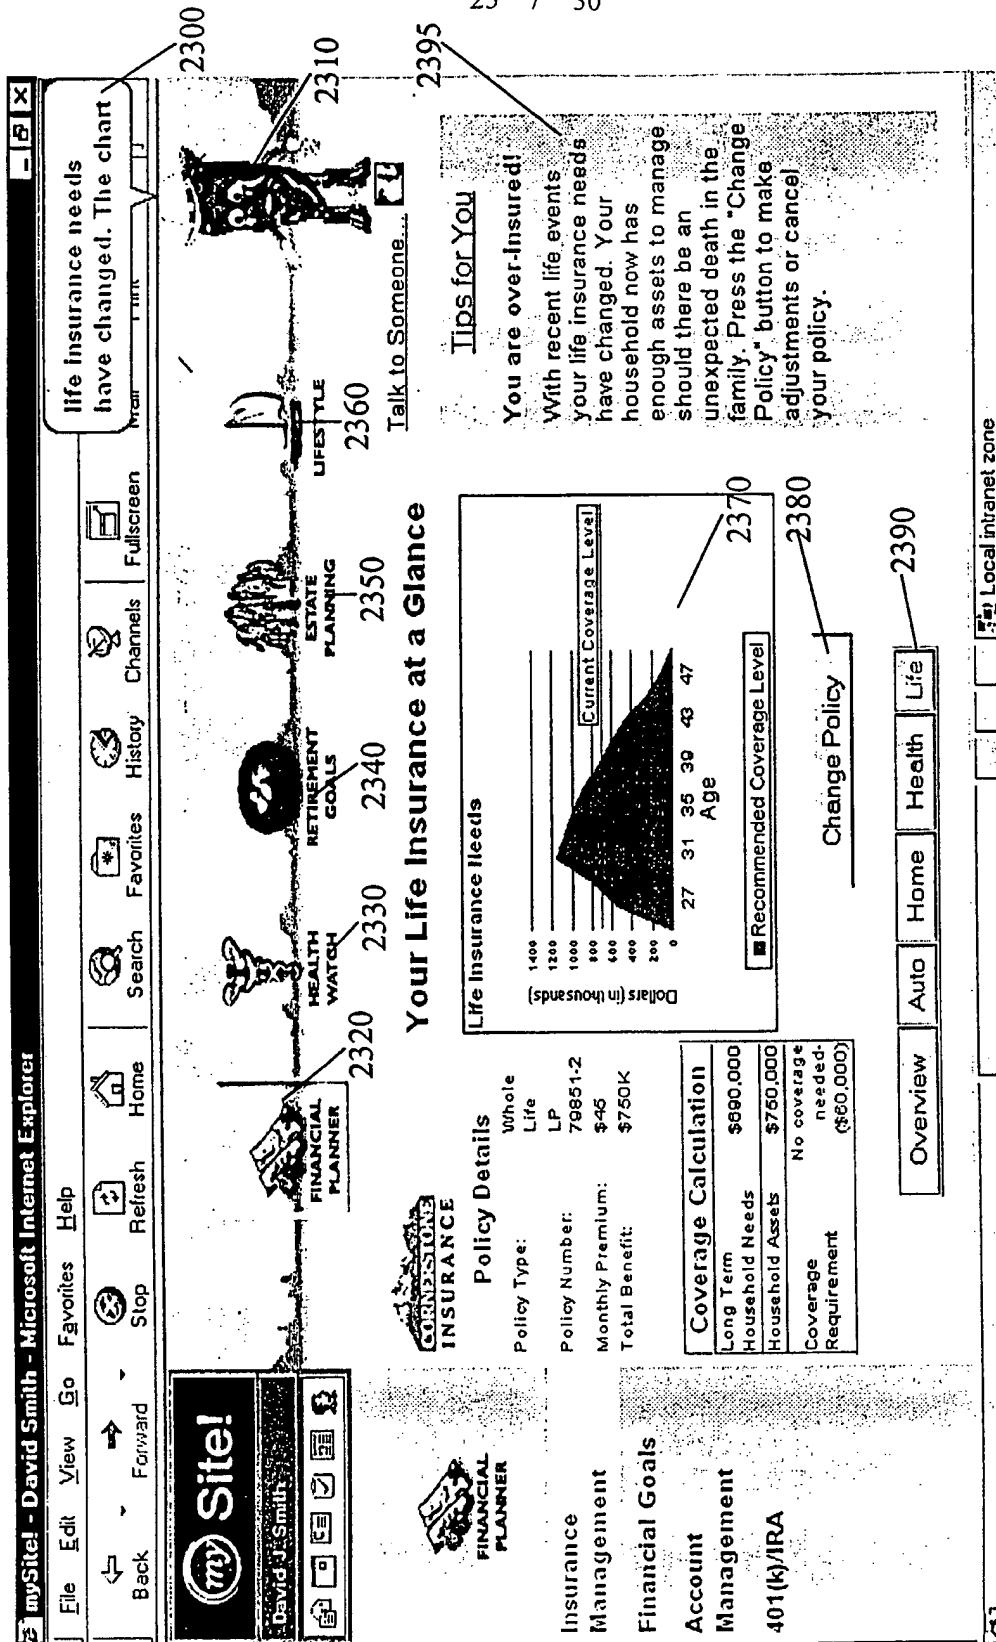 25 / 30
mySite! - David Smith - Microsoft Internet Explorer
File Edit View Go Favorites Help
Back Forward Stop Refresh Home Search Favorites History Channels Fullscreen Mail
life insurance needs
have changed. The chart
2300
my Site!
David J. Smith
FINANCIAL
PLANNER
2320
HEALTH
WATCH
2330
RETIREMENT
GOALS
2340
ESTATE
PLANNING
2350
LIFESTYLE
2360
2310
Talk to Someone...
FINANCIAL
PLANNER
Insurance
Management
Financial Goals
Account
Management
401(k)/IRA
CORNERSTONE
INSURANCE
Policy Details
Policy Type: Whole
Life
Policy Number: LP
79851-2
Monthly Premium: $45
Total Benefit: $750K
Coverage Calculation
Long Term
Household Needs $690,000
Household Assets $750,000
Coverage
Requirement No coverage
needed-
($60,000)
Your Life Insurance at a Glance
Life Insurance Needs
Dollars (in thousands)
1400
1200
1000
800
600
400
200
0
Current Coverage Level
27 31 35 39 43 47
Age
Recommended Coverage Level
2370
Change Policy
2380
Overview Auto Home Health Life
2390
Tips for You
2395
You are over-insured!
With recent life events
your life insurance needs
have changed. Your
household now has
enough assets to manage
should there be an
unexpected death in the
family. Press the "Change
Policy" button to make
adjustments or cancel
your policy.
Local intranet zone